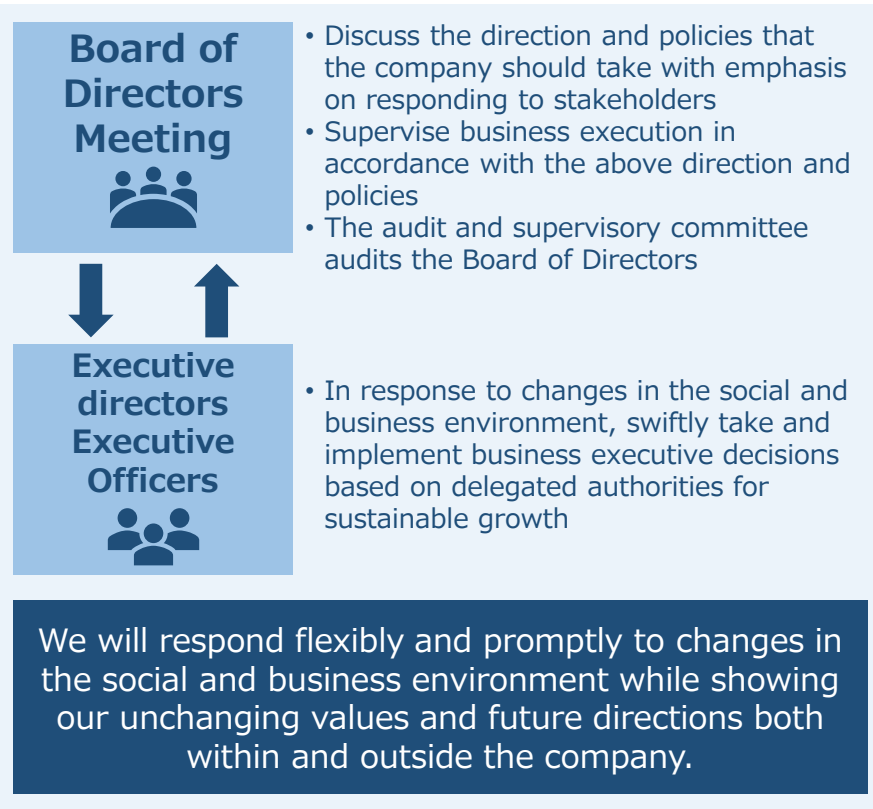 Board of
Directors
Meeting
• Discuss the direction and policies that
the company should take with emphasis
on responding to stakeholders
• Supervise business execution in
accordance with the above direction and
policies
• The audit and supervisory committee
audits the Board of Directors
Executive
directors
Executive
Officers
• In response to changes in the social and
business environment, swiftly take and
implement business executive decisions
based on delegated authorities for
sustainable growth
We will respond flexibly and promptly to changes in
the social and business environment while showing
our unchanging values and future directions both
within and outside the company.